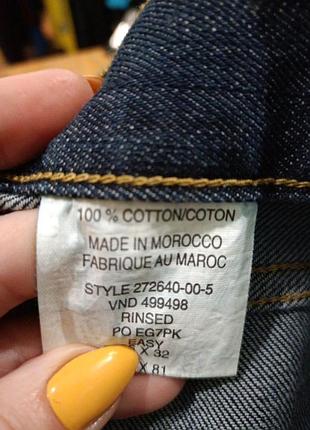 100 % COTTON/COTON
MADE IN MOROCCO
FABRIQUE AU MAROC
STYLE 272640-00-5
VND 499498
RINSED
PO EG7PK
EASY
X 32
X 81